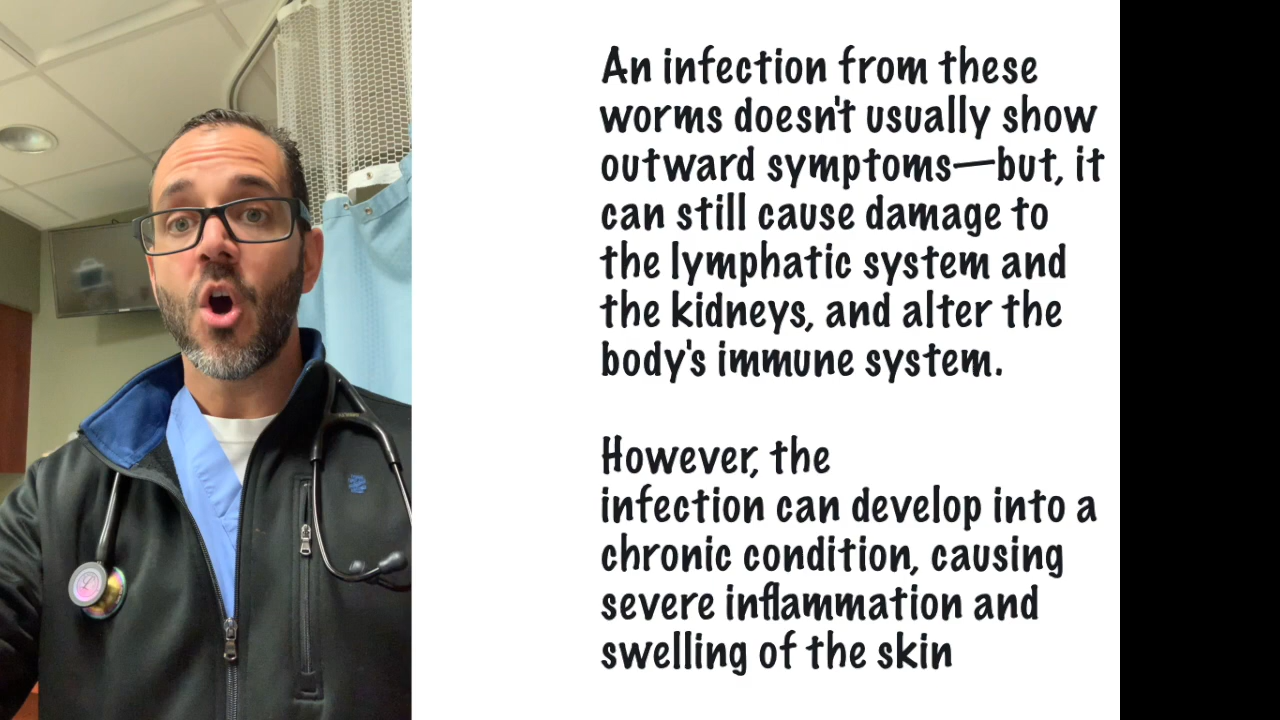 An infection from these
worms doesn't usually show
outward symptoms—but, it
can still cause damage to
the lymphatic system and
the kidneys, and alter the
body's immune system.
However, the
infection can develop into a
chronic condition, causing
severe inflammation and
swelling of the skin